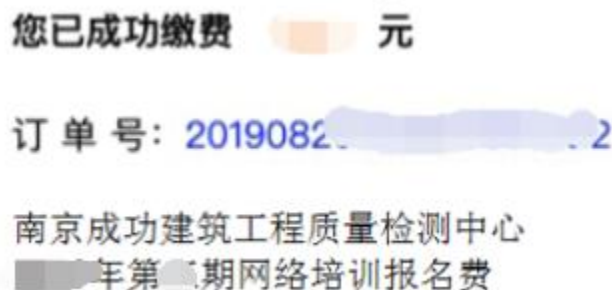 您已成功缴费 元
订 单 号：2019082 2
南京成功建筑工程质量检测中心
年第 期网络培训报名费